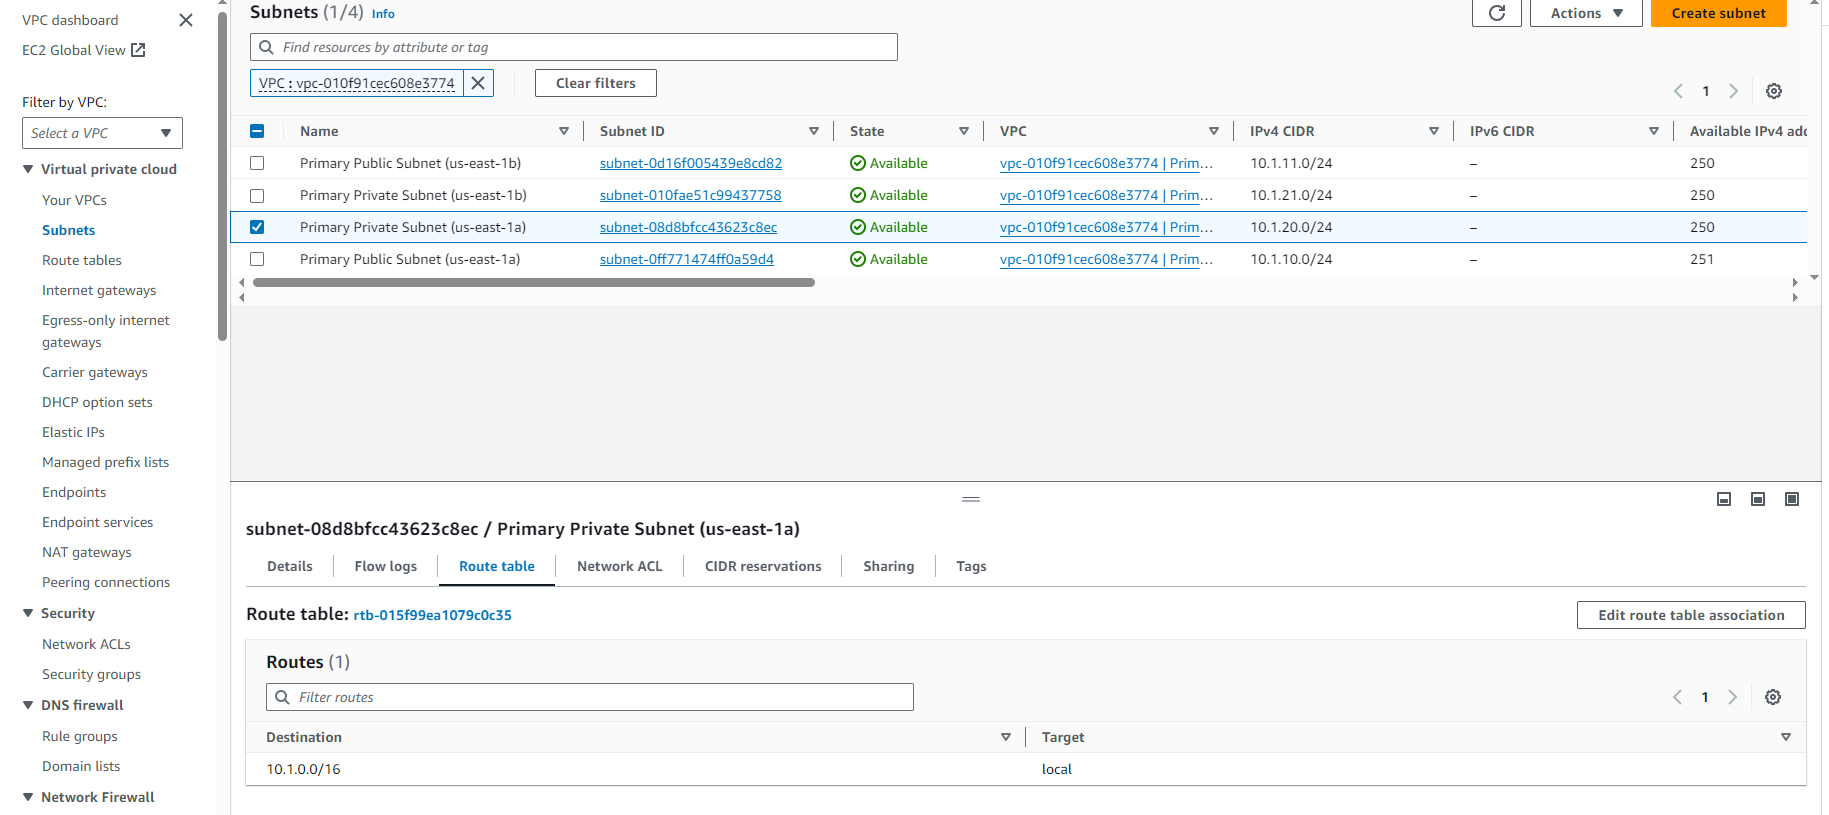 VPC dashboard
EC2 Global View
Filter by VPC:
Select a VPC
Virtual private cloud
Your VPCs
Subnets
Route tables
Internet gateways
Egress-only internet
gateways
Carrier gateways
DHCP option sets
Elastic IPs
Managed prefix lists
Endpoints
Endpoint services
NAT gateways
Peering connections
Security
Network ACLs
Security groups
DNS firewall
Rule groups
Domain lists
Network Firewall
Subnets (1/4) Info
Actions
Create subnet
Find resources by attribute or tag
VPC : vpc-010f91cec608e3774
Clear filters
1
Name Subnet ID State VPC IPv4 CIDR IPv6 CIDR Available IPv4 add
Primary Public Subnet (us-east-1b) subnet-0d16f005439e8cd82 Available vpc-010f91cec608e3774 | Prim... 10.1.11.0/24 – 250
Primary Private Subnet (us-east-1b) subnet-010fae51c99437758 Available vpc-010f91cec608e3774 | Prim... 10.1.21.0/24 – 250
Primary Private Subnet (us-east-1a) subnet-08d8bfcc43623c8ec Available vpc-010f91cec608e3774 | Prim... 10.1.20.0/24 – 250
Primary Public Subnet (us-east-1a) subnet-0ff771474ff0a59d4 Available vpc-010f91cec608e3774 | Prim... 10.1.10.0/24 – 251
subnet-08d8bfcc43623c8ec / Primary Private Subnet (us-east-1a)
Details Flow logs Route table Network ACL CIDR reservations Sharing Tags
Route table: rtb-015f99ea1079c0c35
Edit route table association
Routes (1)
Filter routes
1
Destination Target
10.1.0.0/16 local